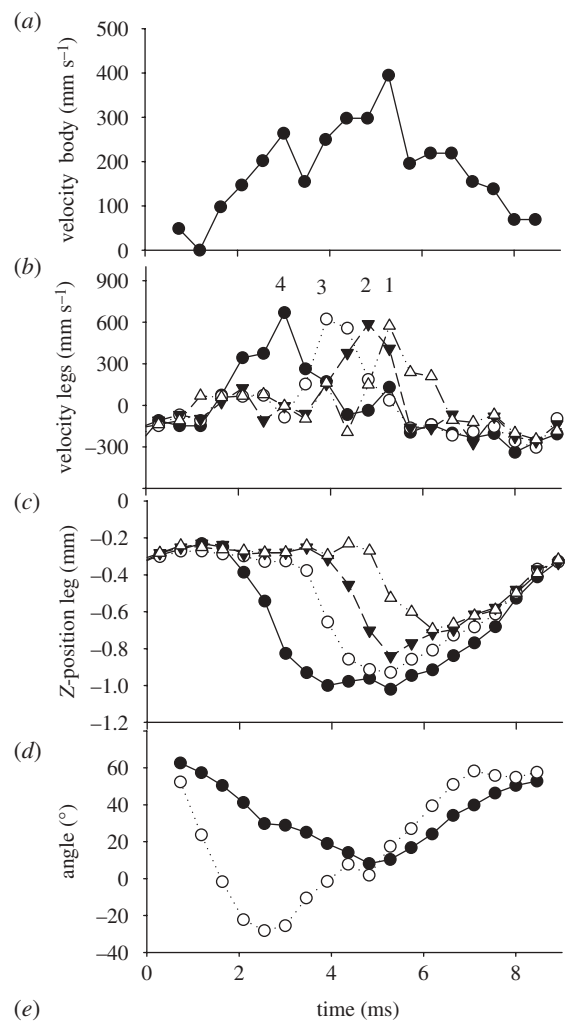 (a)
500
400
300
200
100
0
velocity body (mm s⁻¹)
(b)
900
600
300
0
−300
velocity legs (mm s⁻¹)
4 3 2 1
(c)
0
−0.2
−0.4
−0.6
−0.8
−1.0
−1.2
Z-position leg (mm)
(d)
60
40
20
0
−20
−40
angle (°)
0 2 4 6 8
(e)
time (ms)